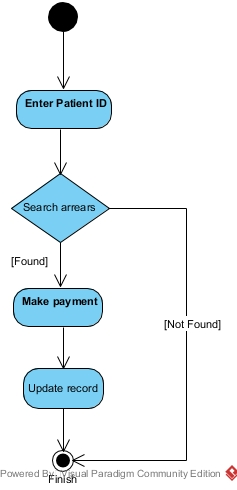 Enter Patient ID
Search arrears
[Found]
[Not Found]
Make payment
Update record
Powered By: Visual Paradigm Community Edition
Finish